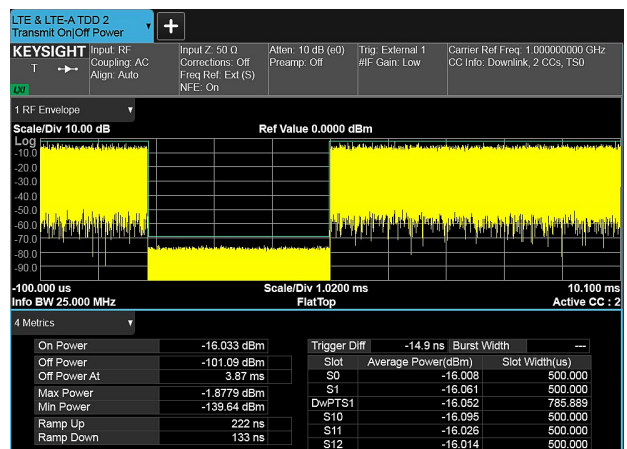 LTE & LTE-A TDD 2
Transmit On|Off Power
KEYSIGHT
T
LXI
Input: RF
Coupling: AC
Align: Auto
Input Z: 50 Ω
Corrections: Off
Freq Ref: Ext (S)
NFE: On
Atten: 10 dB (e0)
Preamp: Off
Trig: External 1
#IF Gain: Low
Carrier Ref Freq: 1.000000000 GHz
CC Info: Downlink, 2 CCs, TS0
1 RF Envelope
Scale/Div 10.00 dB Ref Value 0.0000 dBm
Log
-10.0
-20.0
-30.0
-40.0
-50.0
-60.0
-70.0
-80.0
-90.0
-100.000 us Scale/Div 1.0200 ms 10.100 ms
Info BW 25.000 MHz FlatTop Active CC : 2
4 Metrics
On Power -16.033 dBm
Off Power -101.09 dBm
Off Power At 3.87 ms
Max Power -1.8779 dBm
Min Power -139.64 dBm
Ramp Up 222 ns
Ramp Down 133 ns
Trigger Diff -14.9 ns Burst Width ---
Slot Average Power(dBm) Slot Width(us)
S0 -16.008 500.000
S1 -16.061 500.000
DwPTS1 -16.052 785.889
S10 -16.095 500.000
S11 -16.026 500.000
S12 -16.014 500.000